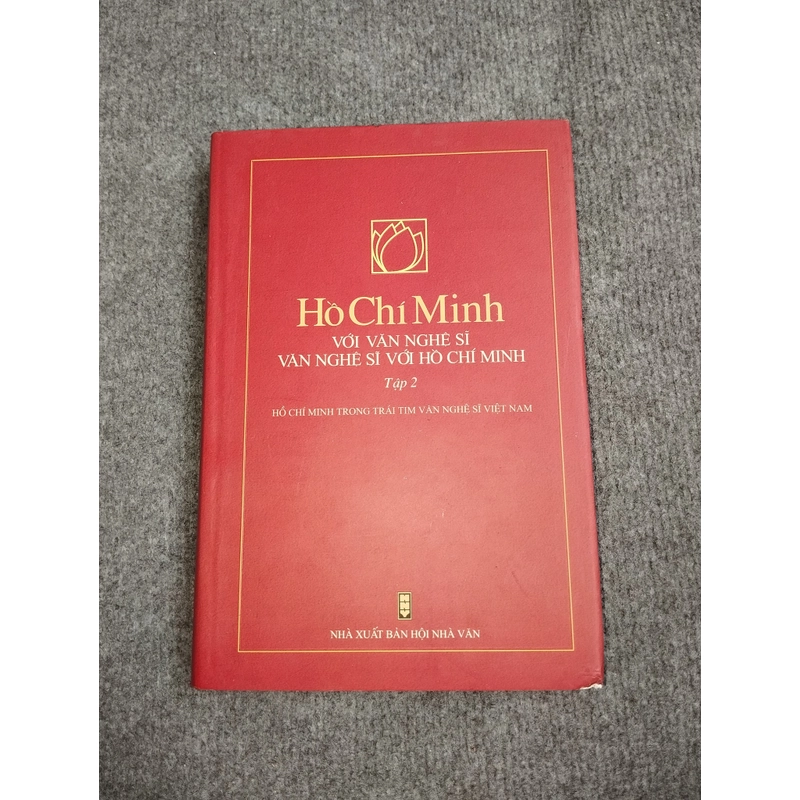 Hồ Chí Minh
VỚI VĂN NGHỆ SĨ
VĂN NGHỆ SĨ VỚI HỒ CHÍ MINH
Tập 2
HỒ CHÍ MINH TRONG TRÁI TIM VĂN NGHỆ SĨ VIỆT NAM
NHÀ XUẤT BẢN HỘI NHÀ VĂN